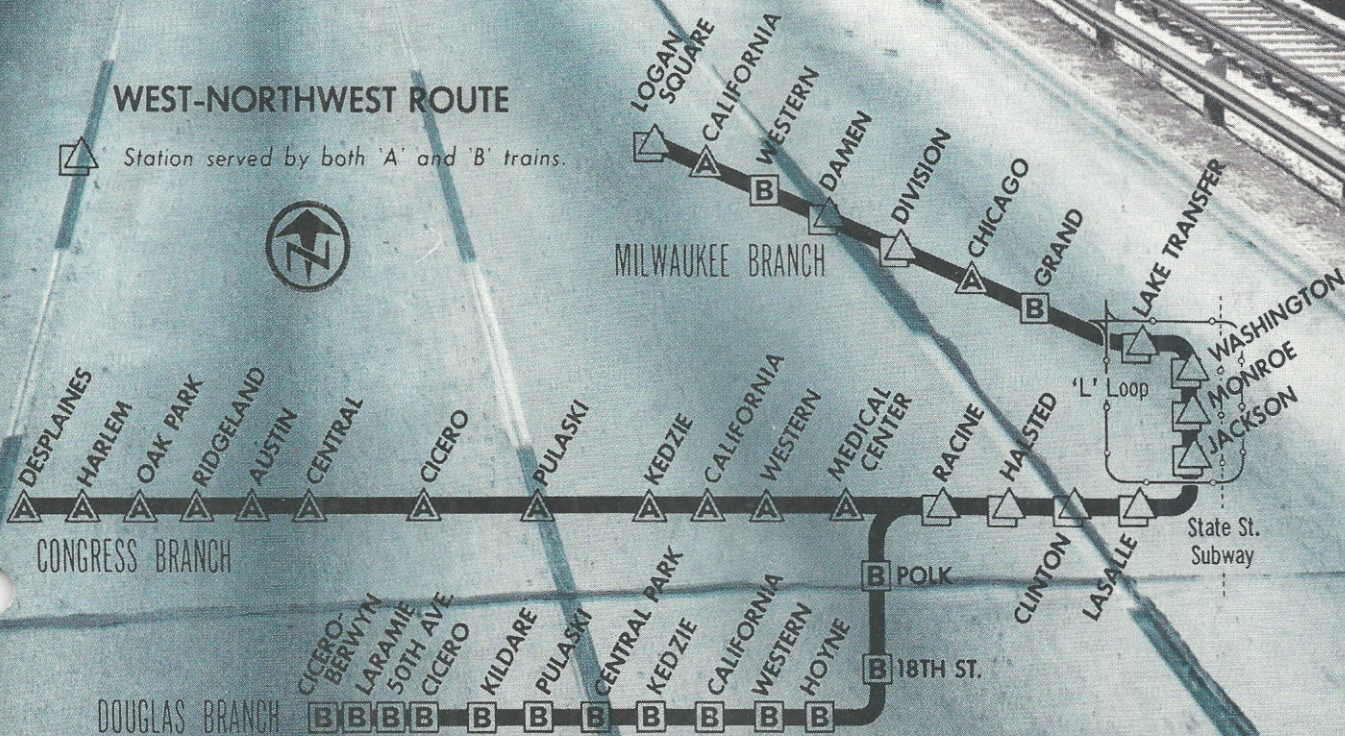 WEST-NORTHWEST ROUTE
Station served by both 'A' and 'B' trains.
N
LOGAN
SQUARE
A CALIFORNIA
B WESTERN
DAMEN
DIVISION
A CHICAGO
B GRAND
LAKE TRANSFER
WASHINGTON
MONROE
JACKSON
MILWAUKEE BRANCH
'L' Loop
State St.
Subway
A DESPLAINES
A HARLEM
A OAK PARK
A RIDGELAND
A AUSTIN
A CENTRAL
A CICERO
A PULASKI
A KEDZIE
A CALIFORNIA
A WESTERN
A MEDICAL
CENTER
RACINE
HALSTED
CLINTON
LASALLE
CONGRESS BRANCH
B POLK
B 18TH ST.
B CICERO-
BERWYN
B LARAMIE
B 50TH AVE
B CICERO
B KILDARE
B PULASKI
B CENTRAL PARK
B KEDZIE
B CALIFORNIA
B WESTERN
B HOYNE
DOUGLAS BRANCH